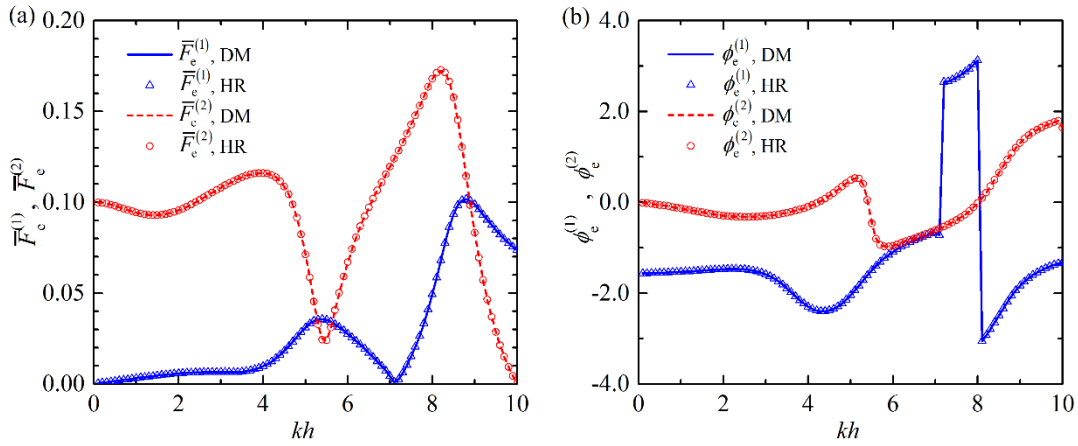 (a)
0.20
0.15
0.10
0.05
0.00
F̅e(1), F̅e(2)
F̅e(1), DM
F̅e(1), HR
F̅e(2), DM
F̅e(2), HR
0 2 4 6 8 10
kh
(b)
4.0
2.0
0.0
-2.0
-4.0
ϕe(1), ϕe(2)
ϕe(1), DM
ϕe(1), HR
ϕe(2), DM
ϕe(2), HR
0 2 4 6 8 10
kh